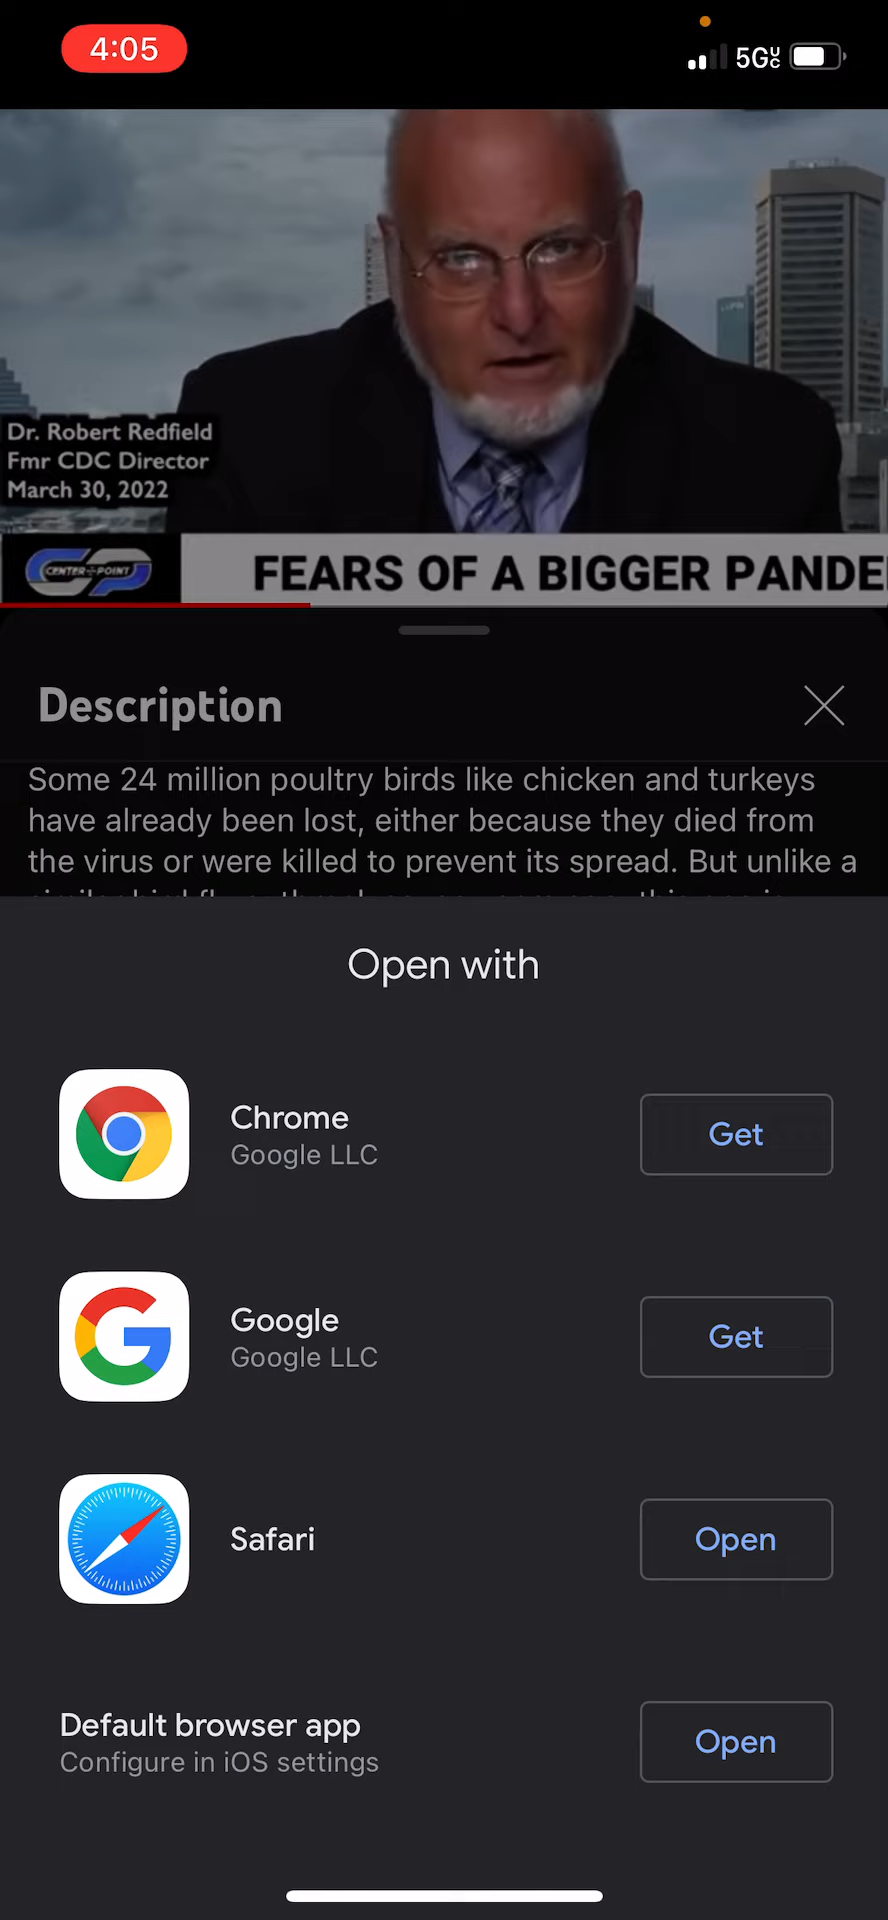 4:05
5GUC
Dr. Robert Redfield
Fmr CDC Director
March 30, 2022
CENTER POINT
FEARS OF A BIGGER PANDE
Description
Some 24 million poultry birds like chicken and turkeys
have already been lost, either because they died from
the virus or were killed to prevent its spread. But unlike a
Open with
Chrome
Google LLC
Get
Google
Google LLC
Get
Safari
Open
Default browser app
Configure in iOS settings
Open